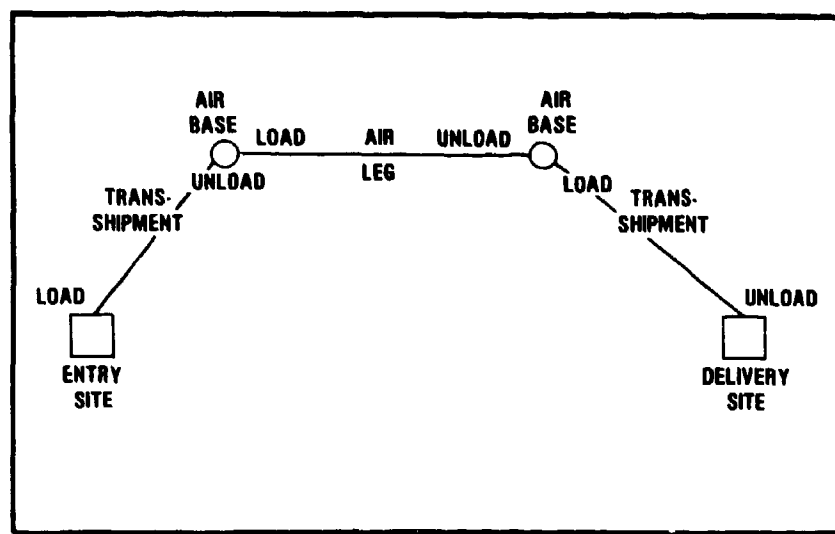 AIR
BASE
AIR
BASE
LOAD
AIR
LEG
UNLOAD
UNLOAD
LOAD
TRANS-
SHIPMENT
TRANS-
SHIPMENT
LOAD
UNLOAD
ENTRY
SITE
DELIVERY
SITE